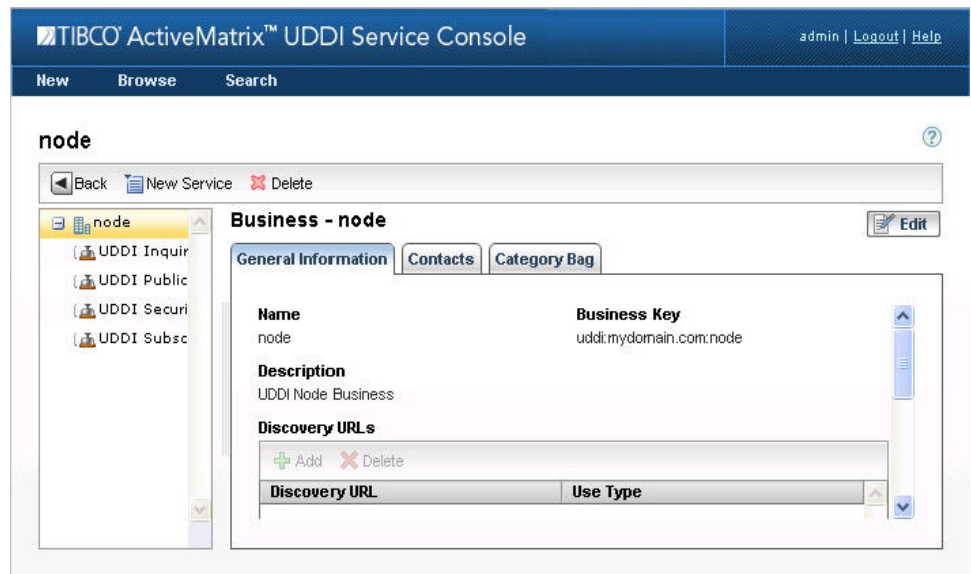 TIBCO® ActiveMatrix™ UDDI Service Console
admin | Logout | Help
New Browse Search
node
?
Back New Service Delete
node
UDDI Inquir
UDDI Public
UDDI Securi
UDDI Subsc
Business - node
Edit
General Information Contacts Category Bag
Name Business Key
node uddi:mydomain.com:node
Description
UDDI Node Business
Discovery URLs
Add Delete
Discovery URL Use Type